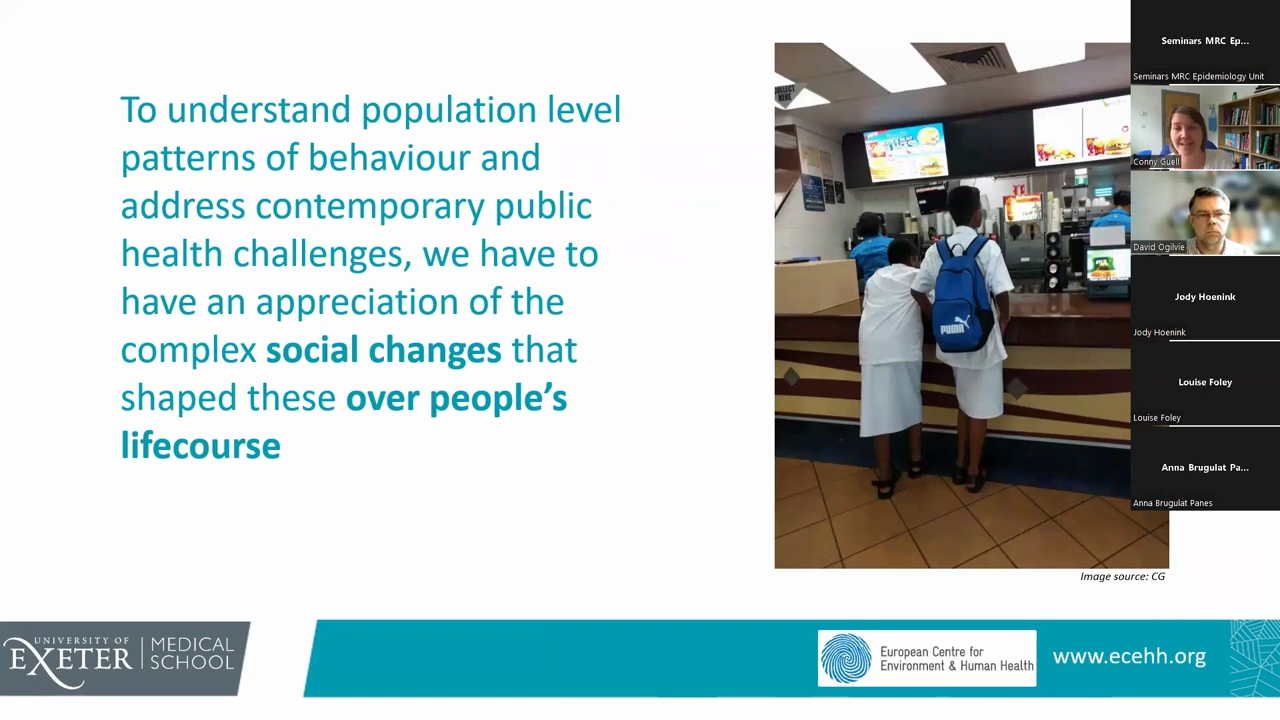 To understand population level
patterns of behaviour and
address contemporary public
health challenges, we have to
have an appreciation of the
complex social changes that
shaped these over people’s
lifecourse
COLLECT
HERE
PUMA
Image source: CG
UNIVERSITY OF
EXETER
MEDICAL
SCHOOL
European Centre for
Environment & Human Health
www.ecehh.org
Seminars MRC Ep...
Seminars MRC Epidemiology Unit
Conny Guell
David Ogilvie
Jody Hoenink
Jody Hoenink
Louise Foley
Louise Foley
Anna Brugulat Pa...
Anna Brugulat Panes